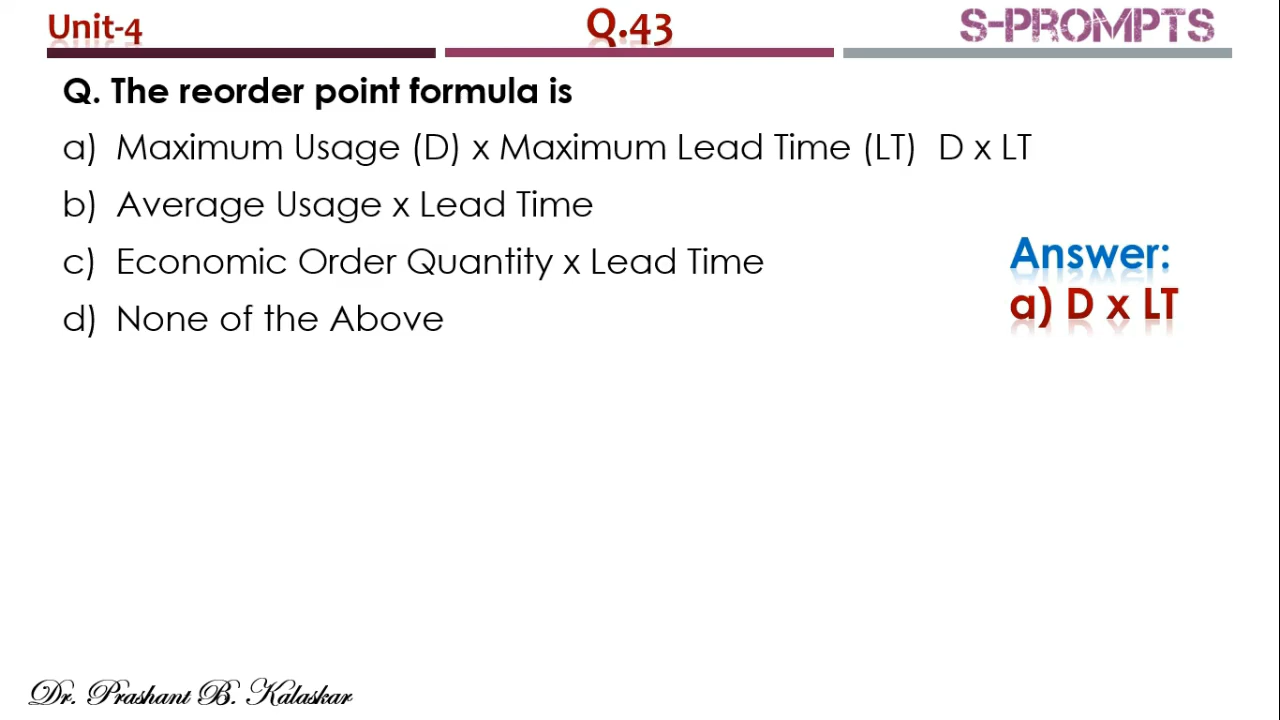 Unit-4
Q.43
S-PROMPTS
Q. The reorder point formula is
a) Maximum Usage (D) x Maximum Lead Time (LT) D x LT
b) Average Usage x Lead Time
c) Economic Order Quantity x Lead Time
d) None of the Above
Answer:
a) D x LT
Dr. Prashant B. Kalaskar